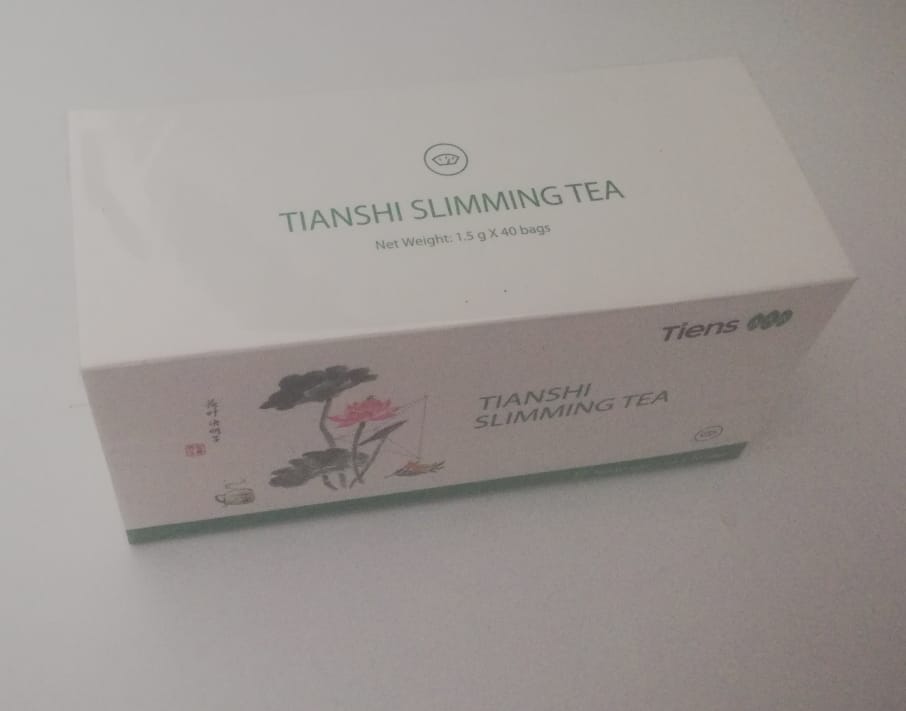 TIANSHI SLIMMING TEA
Net Weight: 1.5 g X 40 bags
Tiens
TIANSHI
SLIMMING TEA